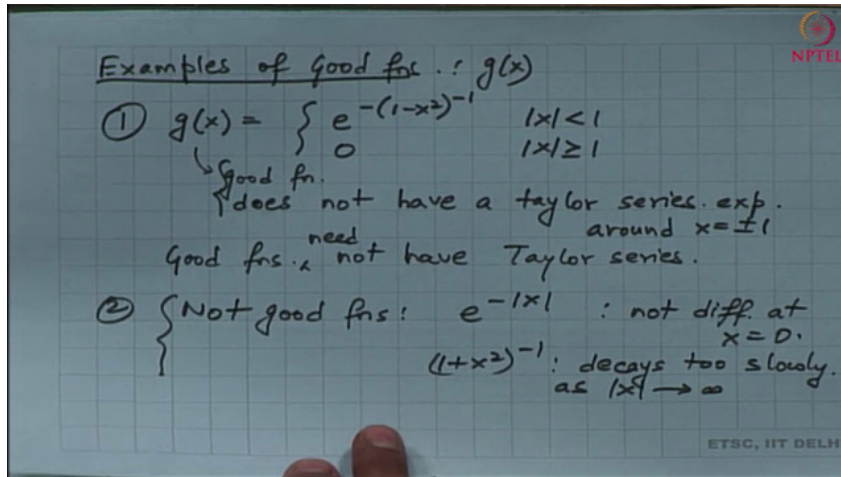 Examples of Good fns.: g(x)
NPTEL
① g(x) = { e^-(1-x²)^-1 |x| < 1
0 |x| ≥ 1
Good fn.
does not have a taylor series. exp.
around x = ±1
Good fns. need not have Taylor series.
② { Not good fns: e^-|x| : not diff. at
x = 0.
(1+x²)^-1 : decays too slowly.
as |x| → ∞
ETSC, IIT DELH